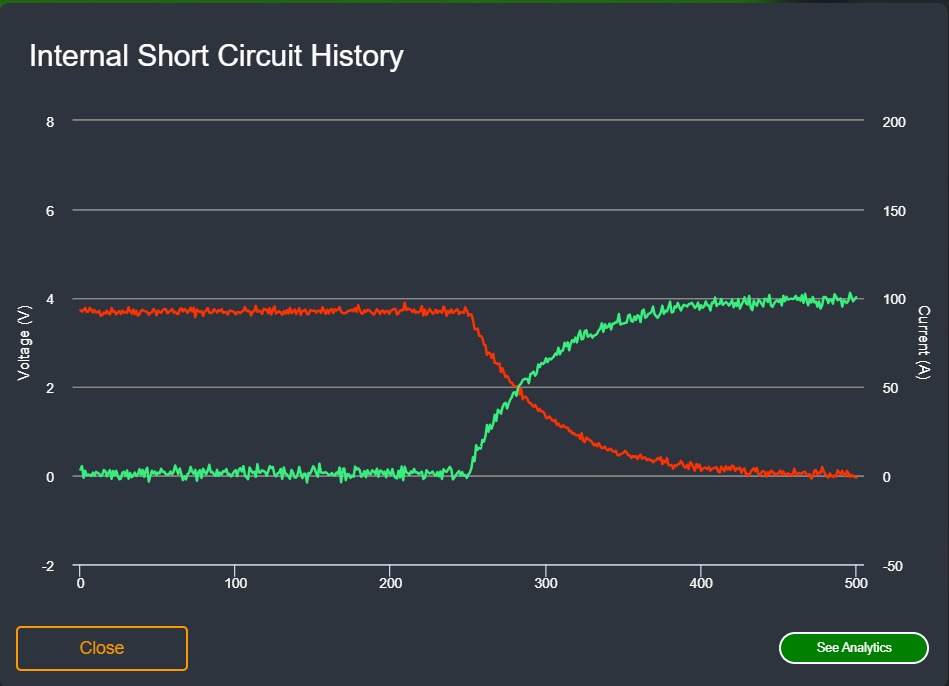 Internal Short Circuit History
8
6
4
2
0
-2
Voltage (V)
200
150
100
50
0
-50
Current (A)
0 100 200 300 400 500
Close
See Analytics